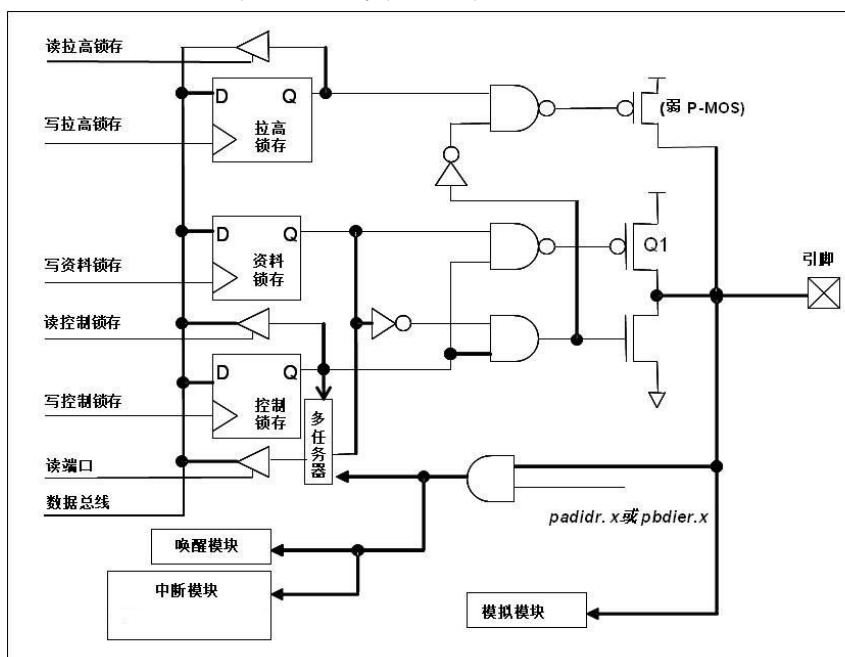 读拉高锁存
D
Q
写拉高锁存
拉高
锁存
(弱 P-MOS)
D
Q
写资料锁存
资料
锁存
Q1
引脚
读控制锁存
D
Q
写控制锁存
控制
锁存
多
任
务
器
读端口
数据总线
padidr. x或 pbdier.x
唤醒模块
中断模块
模拟模块